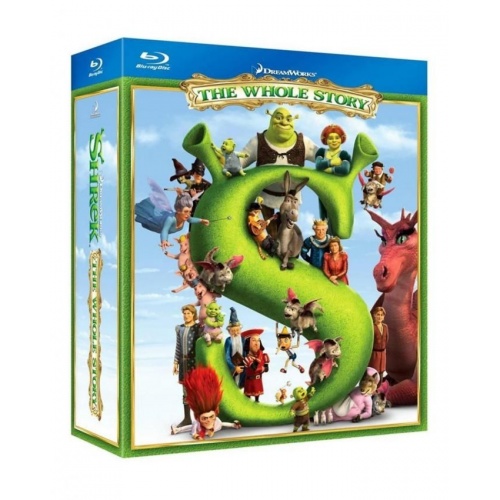 Blu-ray Disc
DREAMWORKS
THE WHOLE STORY
SHREK
THE WHOLE STORY